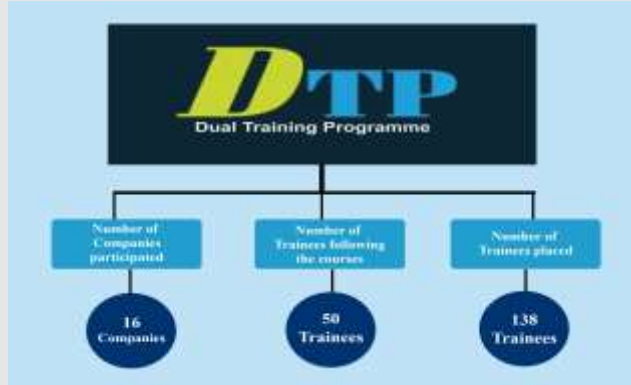 DTP
Dual Training Programme
Number of
Companies
participated
Number of
Trainees following
the courses
Number of
Trainees placed
16
Companies
50
Trainees
138
Trainees